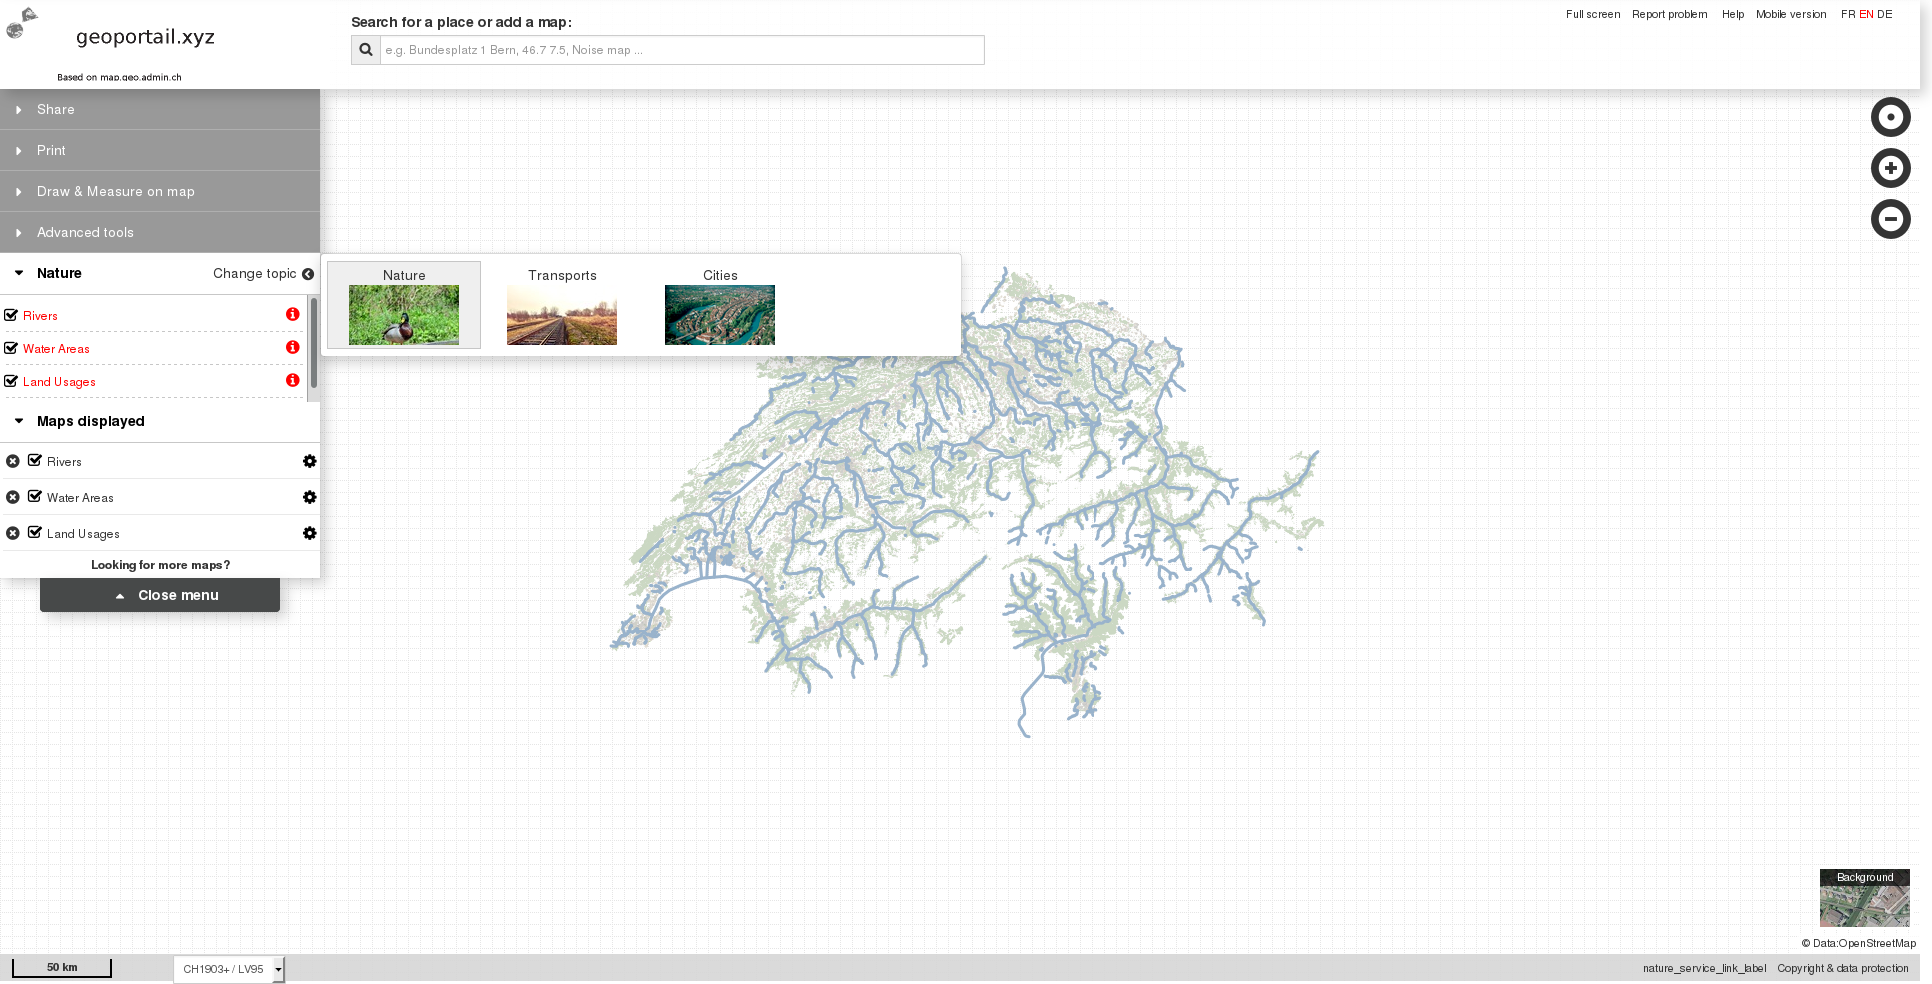 geoportail.xyz
Based on map.geo.admin.ch
Search for a place or add a map:
e.g. Bundesplatz 1 Bern, 46.7 7.5, Noise map ...
Full screen Report problem Help Mobile version FR EN DE
Share
Print
Draw & Measure on map
Advanced tools
Nature Change topic
Nature Transports Cities
Rivers
Water Areas
Land Usages
Maps displayed
Rivers
Water Areas
Land Usages
Looking for more maps?
Close menu
Background
© Data:OpenStreetMap
50 km CH1903+ / LV95 nature_service_link_label Copyright & data protection